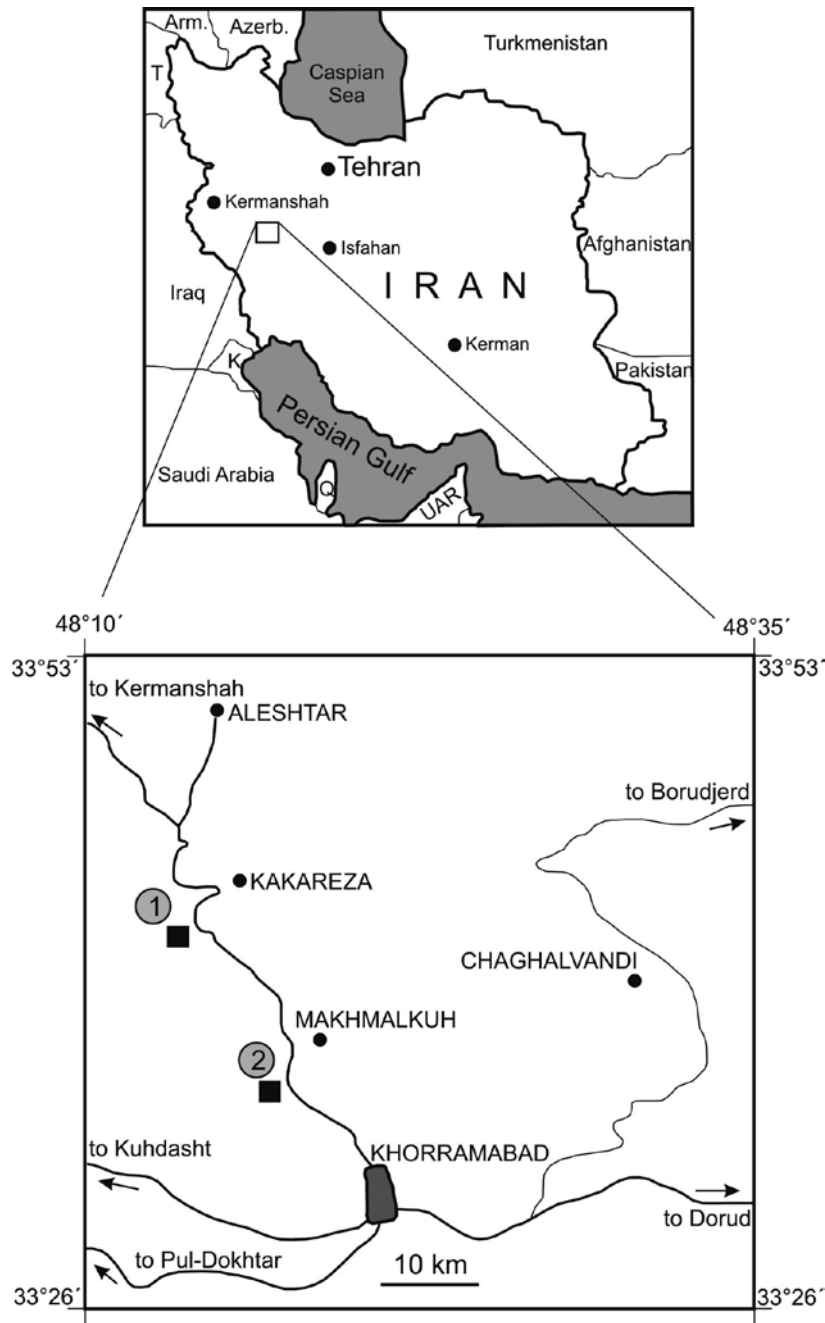 Arm.
Azerb.
Turkmenistan
Caspian
Sea
T
Tehran
Kermanshah
Isfahan
Afghanistan
I R A N
Iraq
Kerman
K
Pakistan
Persian Gulf
Saudi Arabia
Q
UAR
48°10´
48°35´
33°53´
33°53´
to Kermanshah
ALESHTAR
to Borudjerd
KAKAREZA
1
CHAGHALVANDI
MAKHMALKUH
2
to Kuhdasht
KHORRAMABAD
to Dorud
to Pul-Dokhtar
10 km
33°26´
33°26´